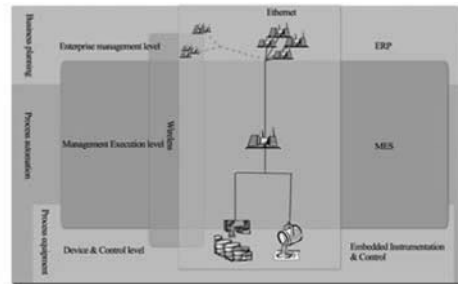 Ethernet
Business planning
Enterprise management level
ERP
Process automation
Wireless
Management Execution level
MES
Process equipment
Device & Control level
Embedded Instrumentation
& Control